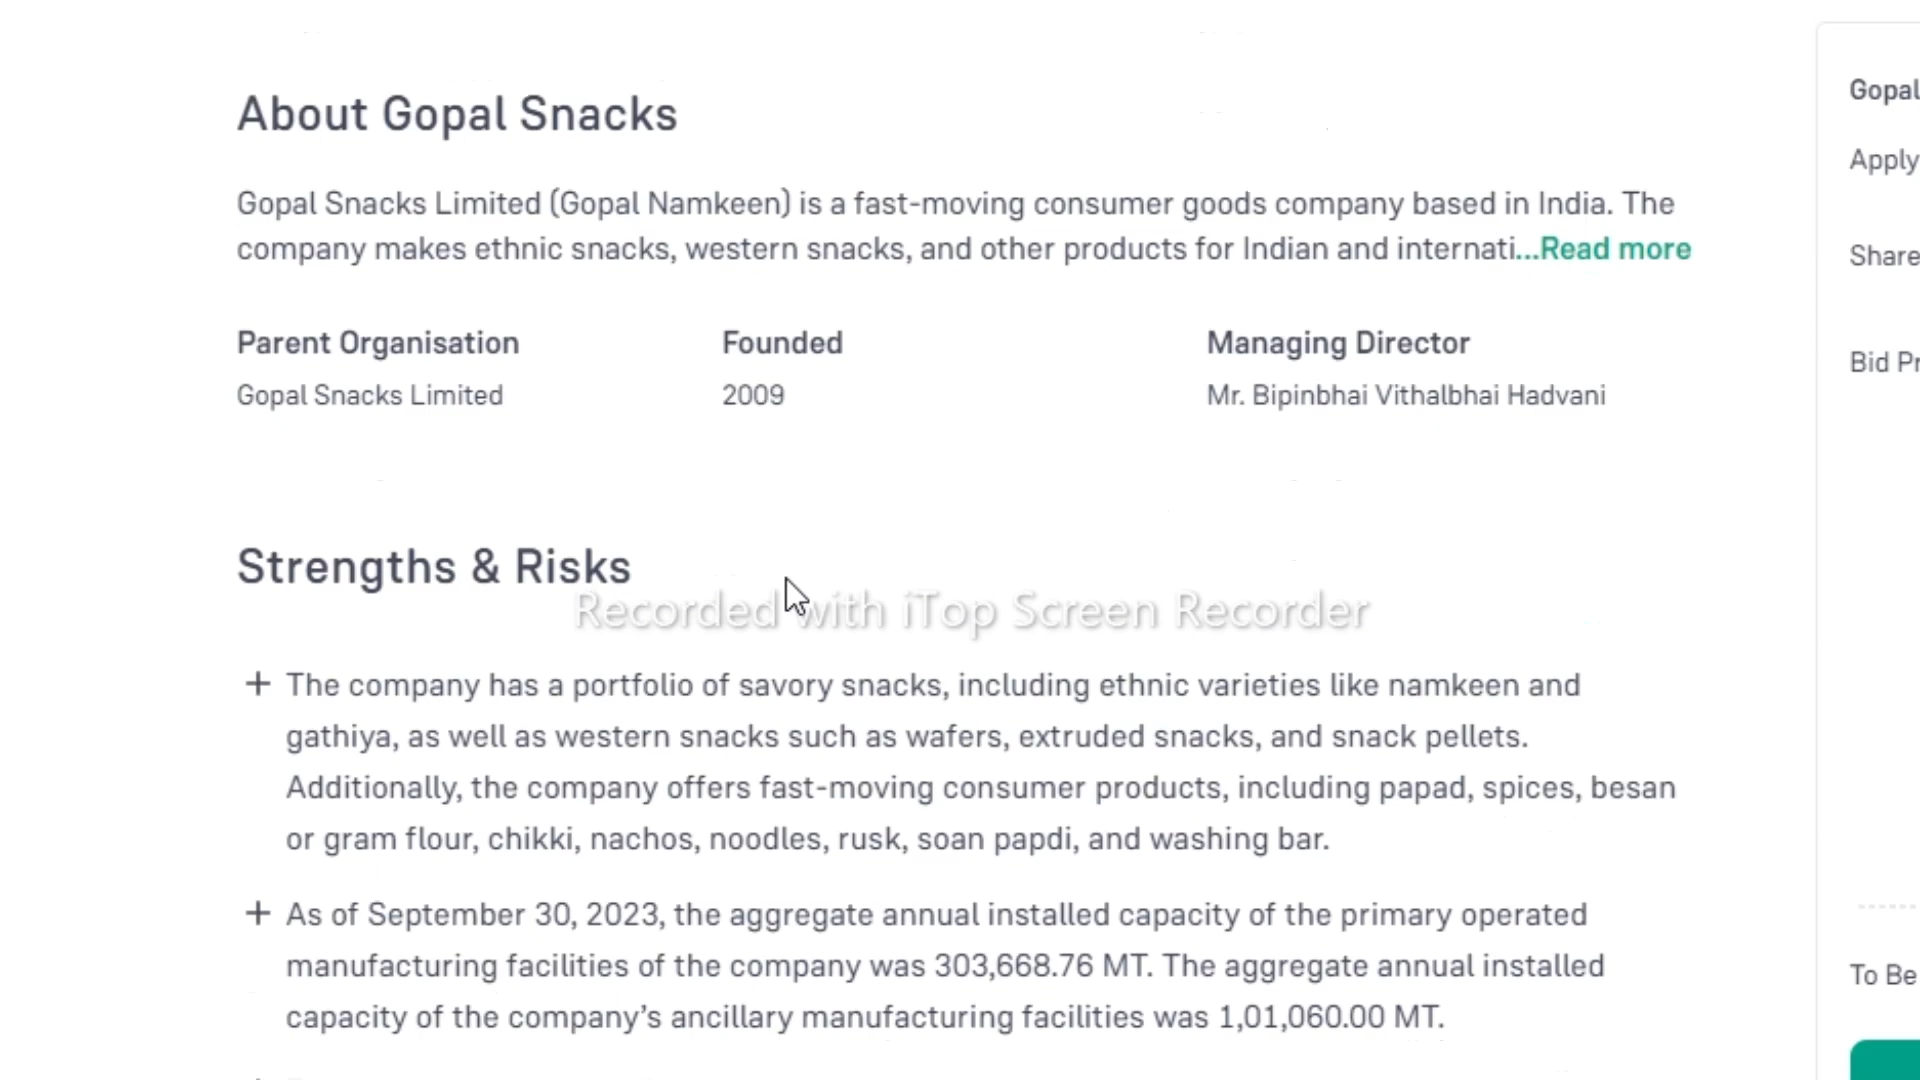 About Gopal Snacks
Gopal Snacks Limited (Gopal Namkeen) is a fast-moving consumer goods company based in India. The
company makes ethnic snacks, western snacks, and other products for Indian and internati...Read more
Parent Organisation
Gopal Snacks Limited
Founded
2009
Managing Director
Mr. Bipinbhai Vithalbhai Hadvani
Strengths & Risks
Recorded with iTop Screen Recorder
+ The company has a portfolio of savory snacks, including ethnic varieties like namkeen and
gathiya, as well as western snacks such as wafers, extruded snacks, and snack pellets.
Additionally, the company offers fast-moving consumer products, including papad, spices, besan
or gram flour, chikki, nachos, noodles, rusk, soan papdi, and washing bar.
+ As of September 30, 2023, the aggregate annual installed capacity of the primary operated
manufacturing facilities of the company was 303,668.76 MT. The aggregate annual installed
capacity of the company’s ancillary manufacturing facilities was 1,01,060.00 MT.
Gopal
Apply
Share
Bid Pr
To Be